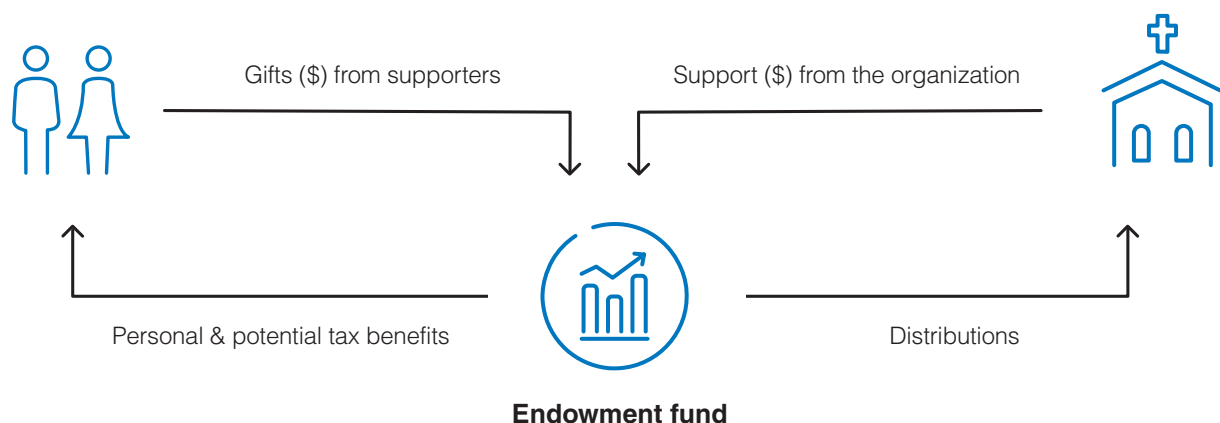 Gifts ($) from supporters
Support ($) from the organization
Personal & potential tax benefits
Distributions
Endowment fund